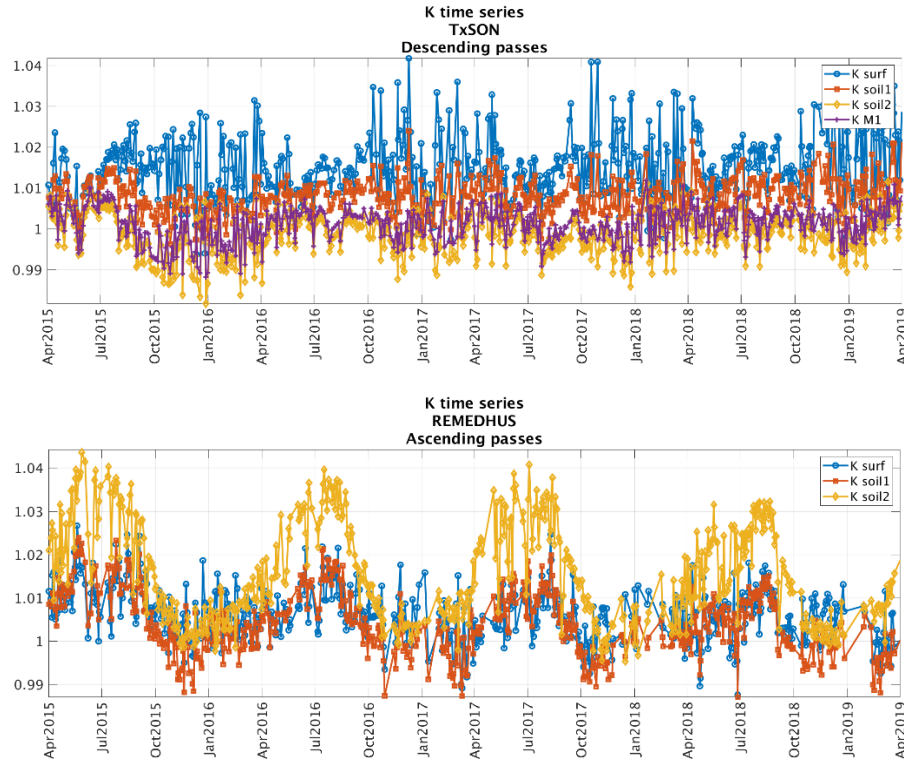 K time series
TxSON
Descending passes
1.04
1.03
1.02
1.01
1
0.99
K surf
K soil1
K soil2
K M1
Apr2015
Jul2015
Oct2015
Jan2016
Apr2016
Jul2016
Oct2016
Jan2017
Apr2017
Jul2017
Oct2017
Jan2018
Apr2018
Jul2018
Oct2018
Jan2019
Apr2019
K time series
REMEDHUS
Ascending passes
1.04
1.03
1.02
1.01
1
0.99
K surf
K soil1
K soil2
Apr2015
Jul2015
Oct2015
Jan2016
Apr2016
Jul2016
Oct2016
Jan2017
Apr2017
Jul2017
Oct2017
Jan2018
Apr2018
Jul2018
Oct2018
Jan2019
Apr2019